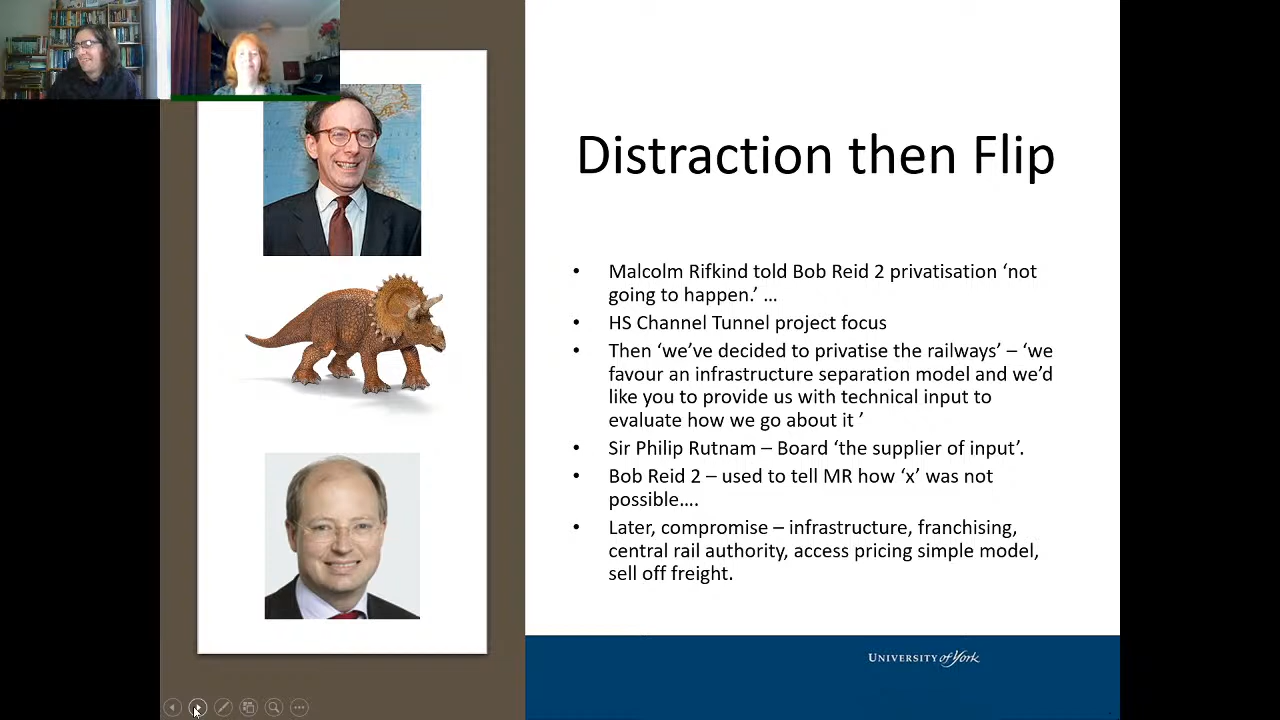 Distraction then Flip
• Malcolm Rifkind told Bob Reid 2 privatisation ‘not
going to happen.’ …
• HS Channel Tunnel project focus
• Then ‘we’ve decided to privatise the railways’ – ‘we
favour an infrastructure separation model and we’d
like you to provide us with technical input to
evaluate how we go about it ’
• Sir Philip Rutnam – Board ‘the supplier of input’.
• Bob Reid 2 – used to tell MR how ‘x’ was not
possible….
• Later, compromise – infrastructure, franchising,
central rail authority, access pricing simple model,
sell off freight.
UNIVERSITY of York